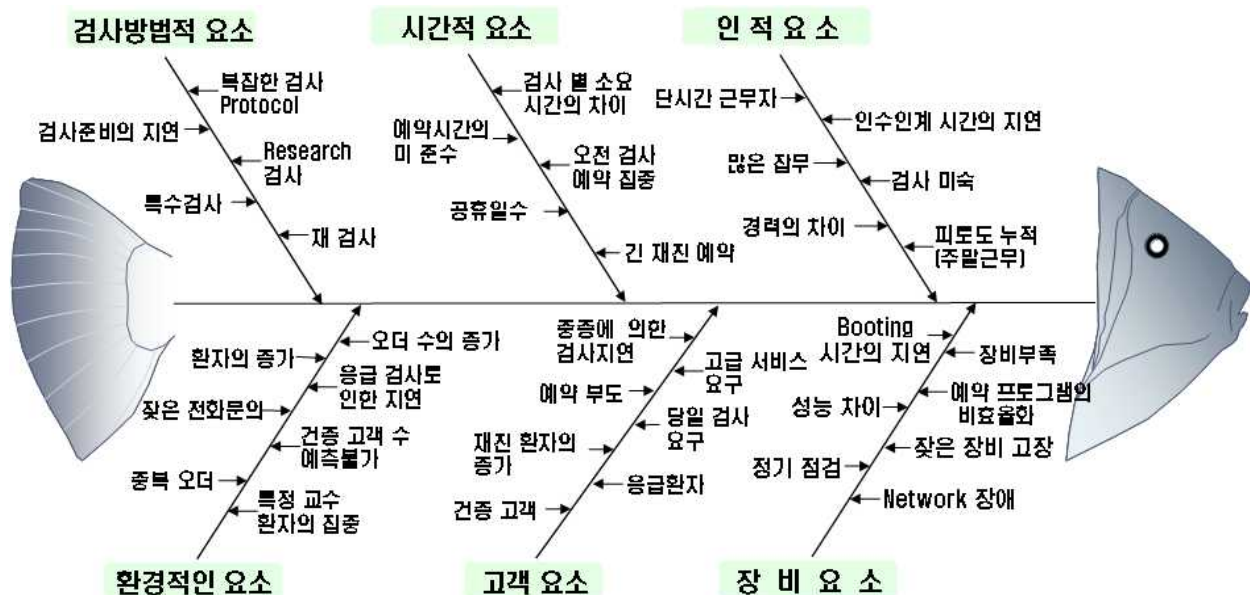 검사방법적 요소
시간적 요소
인 적 요 소
복잡한 검사
Protocol
검사준비의 지연
Research
검사
특수검사
재 검사
검사 별 소요
시간의 차이
예약시간의
미 준수
오전 검사
예약 집중
공휴일수
긴 재진 예약
단시간 근무자
인수인계 시간의 지연
많은 잡무
검사 미숙
경력의 차이
피로도 누적
(주말근무)
오더 수의 증가
환자의 증가
응급 검사로
인한 지연
잦은 전화문의
건증 고객 수
예측불가
중복 오더
특정 교수
환자의 집중
중증에 의한
검사지연
고급 서비스
요구
예약 부도
당일 검사
요구
재진 환자의
증가
응급환자
건증 고객
Booting
시간의 지연
장비부족
예약 프로그램의
비효율화
성능 차이
잦은 장비 고장
정기 점검
Network 장애
환경적인 요소
고객 요소
장 비 요 소